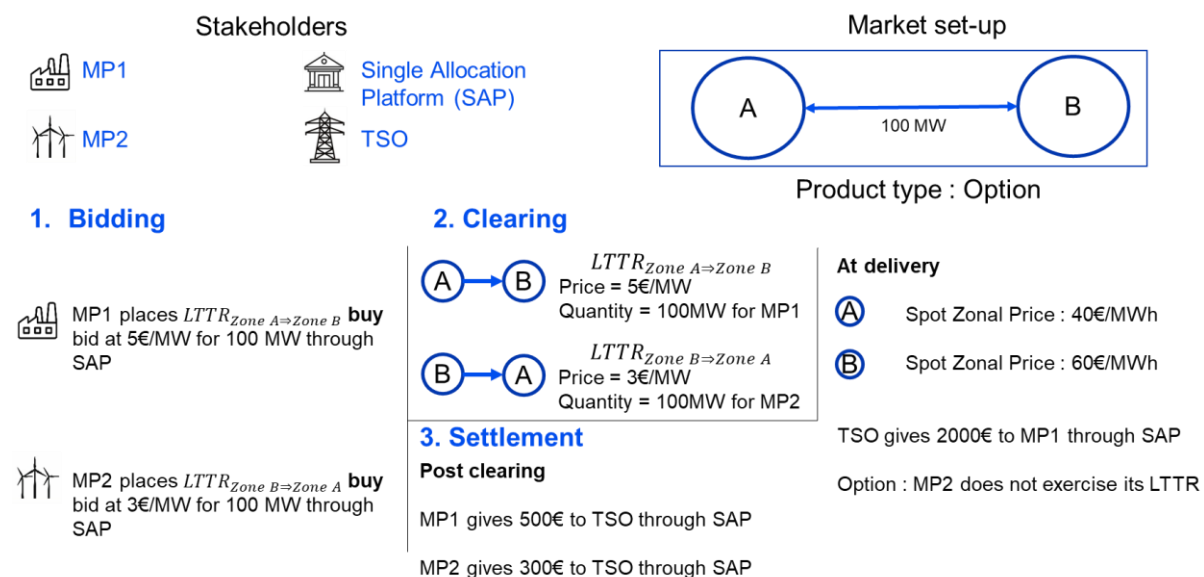 Stakeholders
MP1
Single Allocation
Platform (SAP)
MP2
TSO
Market set-up
A
B
100 MW
Product type : Option
1. Bidding
MP1 places LTTR Zone A⇒Zone B buy
bid at 5€/MW for 100 MW through
SAP
MP2 places LTTR Zone B⇒Zone A buy
bid at 3€/MW for 100 MW through
SAP
2. Clearing
A
B
LTTR Zone A⇒Zone B
Price = 5€/MW
Quantity = 100MW for MP1
B
A
LTTR Zone B⇒Zone A
Price = 3€/MW
Quantity = 100MW for MP2
3. Settlement
Post clearing
MP1 gives 500€ to TSO through SAP
MP2 gives 300€ to TSO through SAP
At delivery
A Spot Zonal Price : 40€/MWh
B Spot Zonal Price : 60€/MWh
TSO gives 2000€ to MP1 through SAP
Option : MP2 does not exercise its LTTR